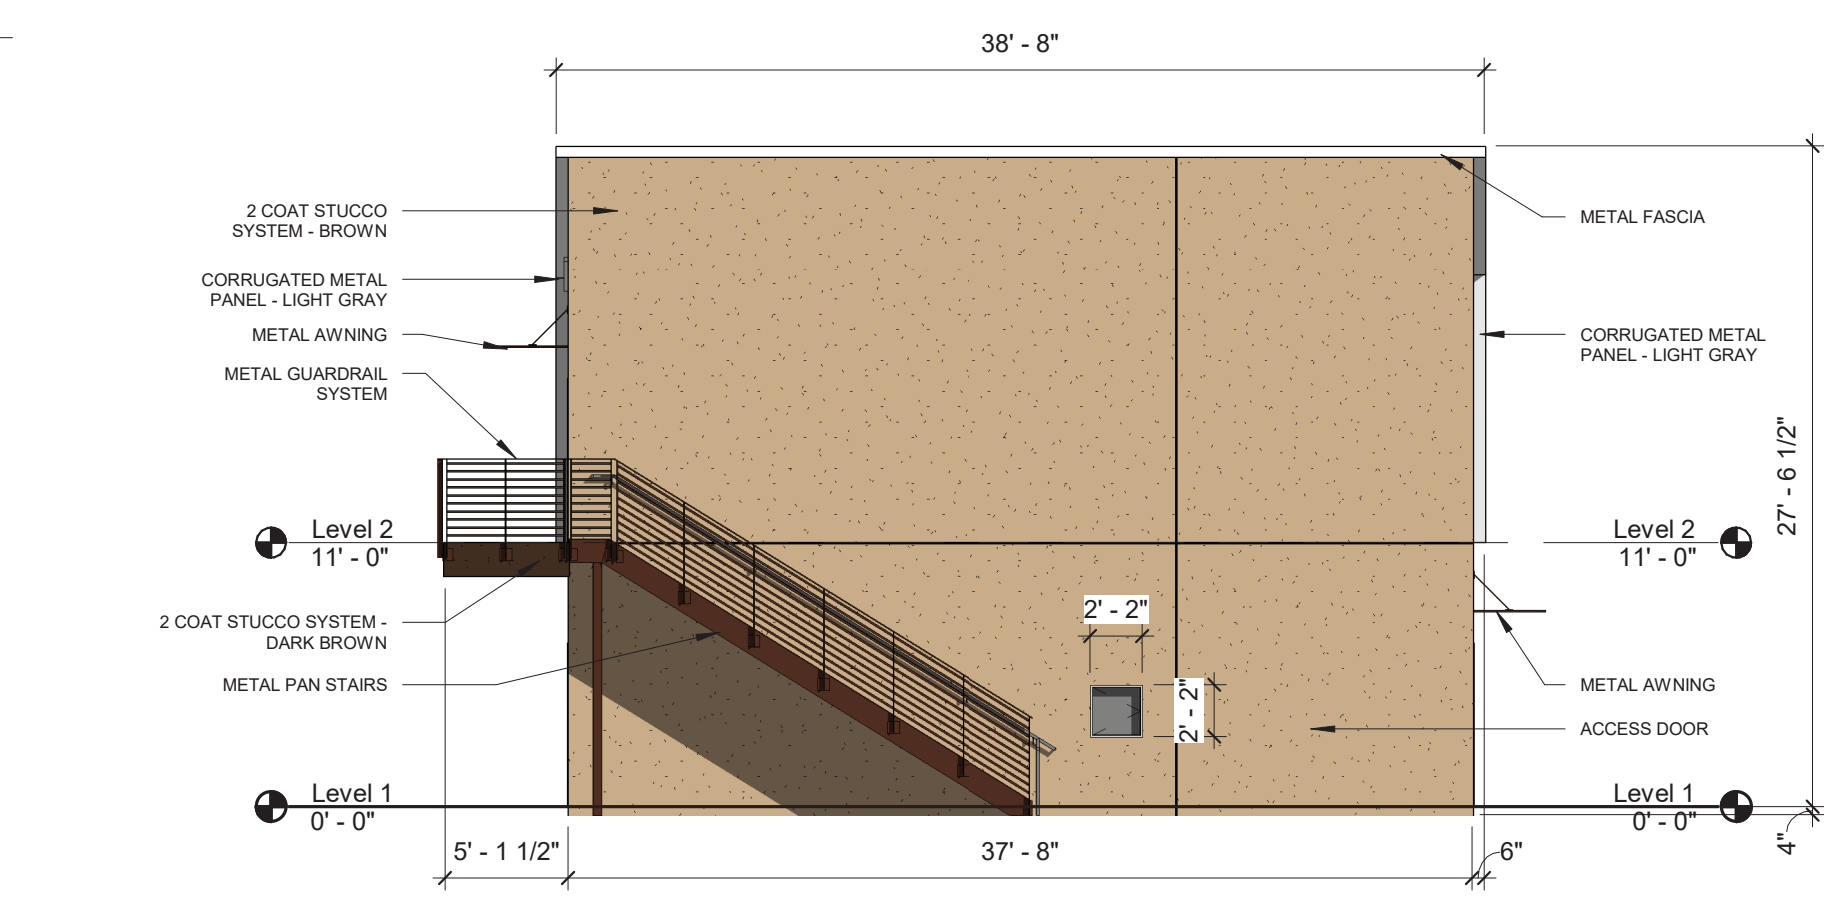 38' - 8"
2 COAT STUCCO
SYSTEM - BROWN
CORRUGATED METAL
PANEL - LIGHT GRAY
METAL AWNING
METAL GUARDRAIL
SYSTEM
Level 2
11' - 0"
2 COAT STUCCO SYSTEM -
DARK BROWN
METAL PAN STAIRS
Level 1
0' - 0"
2' - 2"
2' - 2"
METAL FASCIA
CORRUGATED METAL
PANEL - LIGHT GRAY
27' - 6 1/2"
Level 2
11' - 0"
METAL AWNING
ACCESS DOOR
Level 1
0' - 0"
4"
5' - 1 1/2"
37' - 8"
6"